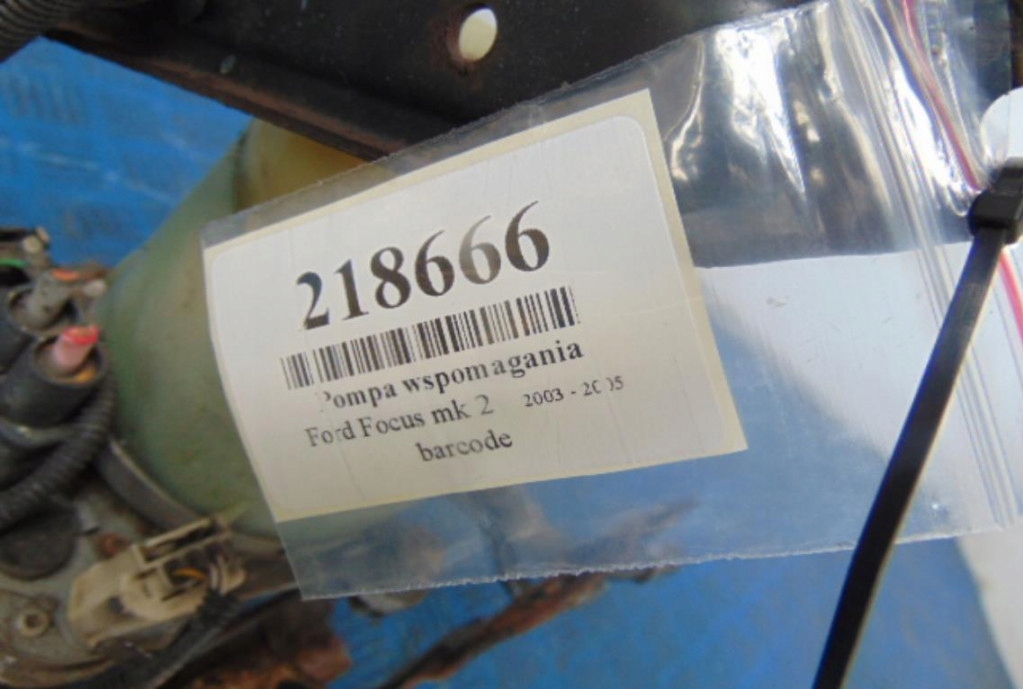 218666
Pompa wspomagania
Ford Focus mk 2 2003 - 2005
barcode